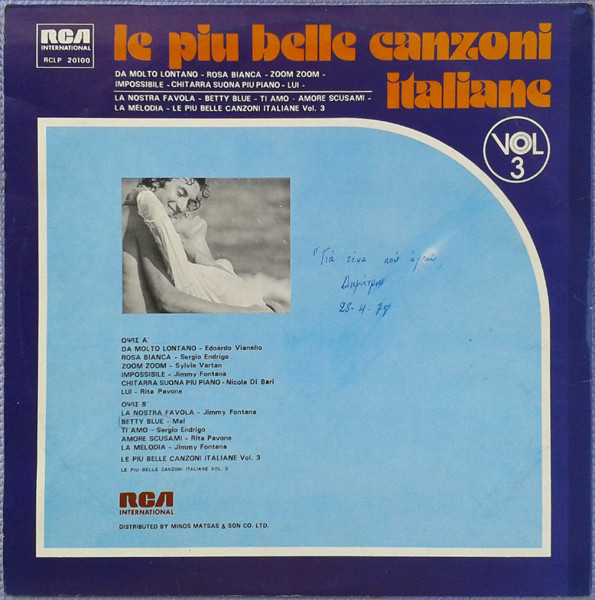 RCA
INTERNATIONAL
RCLP 20100
le piu belle canzoni
italiane
DA MOLTO LONTANO - ROSA BIANCA - ZOOM ZOOM -
IMPOSSIBILE - CHITARRA SUONA PIU PIANO - LUI -
LA NOSTRA FAVOLA - BETTY BLUE - TI AMO - AMORE SCUSAMI -
LA MELODIA - LE PIU BELLE CANZONI ITALIANE Vol. 3
VOL
3
"Γιά
28-4-78
ΟΨΙΣ Α΄
DA MOLTO LONTANO - Edoardo Vianello
ROSA BIANCA - Sergio Endrigo
ZOOM ZOOM - Sylvie Vartan
IMPOSSIBILE - Jimmy Fontana
CHITARRA SUONA PIU PIANO - Nicola Di Bari
LUI - Rita Pavone
ΟΨΙΣ Β΄
LA NOSTRA FAVOLA - Jimmy Fontana
BETTY BLUE - Mal
TI AMO - Sergio Endrigo
AMORE SCUSAMI - Rita Pavone
LA MELODIA - Jimmy Fontana
LE PIU BELLE CANZONI ITALIANE Vol. 3
LE PIU BELLE CANZONI ITALIANE VOL. 3
RCA
INTERNATIONAL
DISTRIBUTED BY MINOS MATSAS & SON CO. LTD.